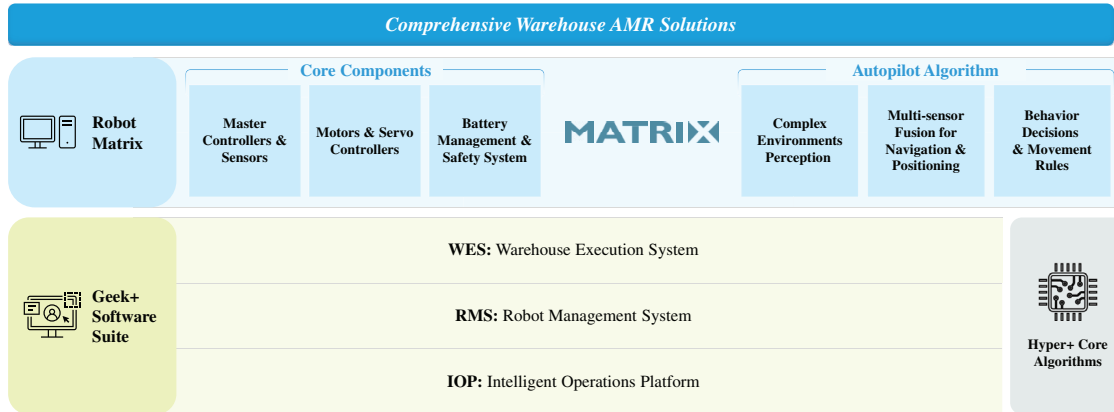 Comprehensive Warehouse AMR Solutions
Robot
Matrix
Core Components
Master
Controllers &
Sensors
Motors & Servo
Controllers
Battery
Management &
Safety System
MATRIX
Autopilot Algorithm
Complex
Environments
Perception
Multi-sensor
Fusion for
Navigation &
Positioning
Behavior
Decisions
& Movement
Rules
Geek+
Software
Suite
WES: Warehouse Execution System
RMS: Robot Management System
IOP: Intelligent Operations Platform
Hyper+ Core
Algorithms